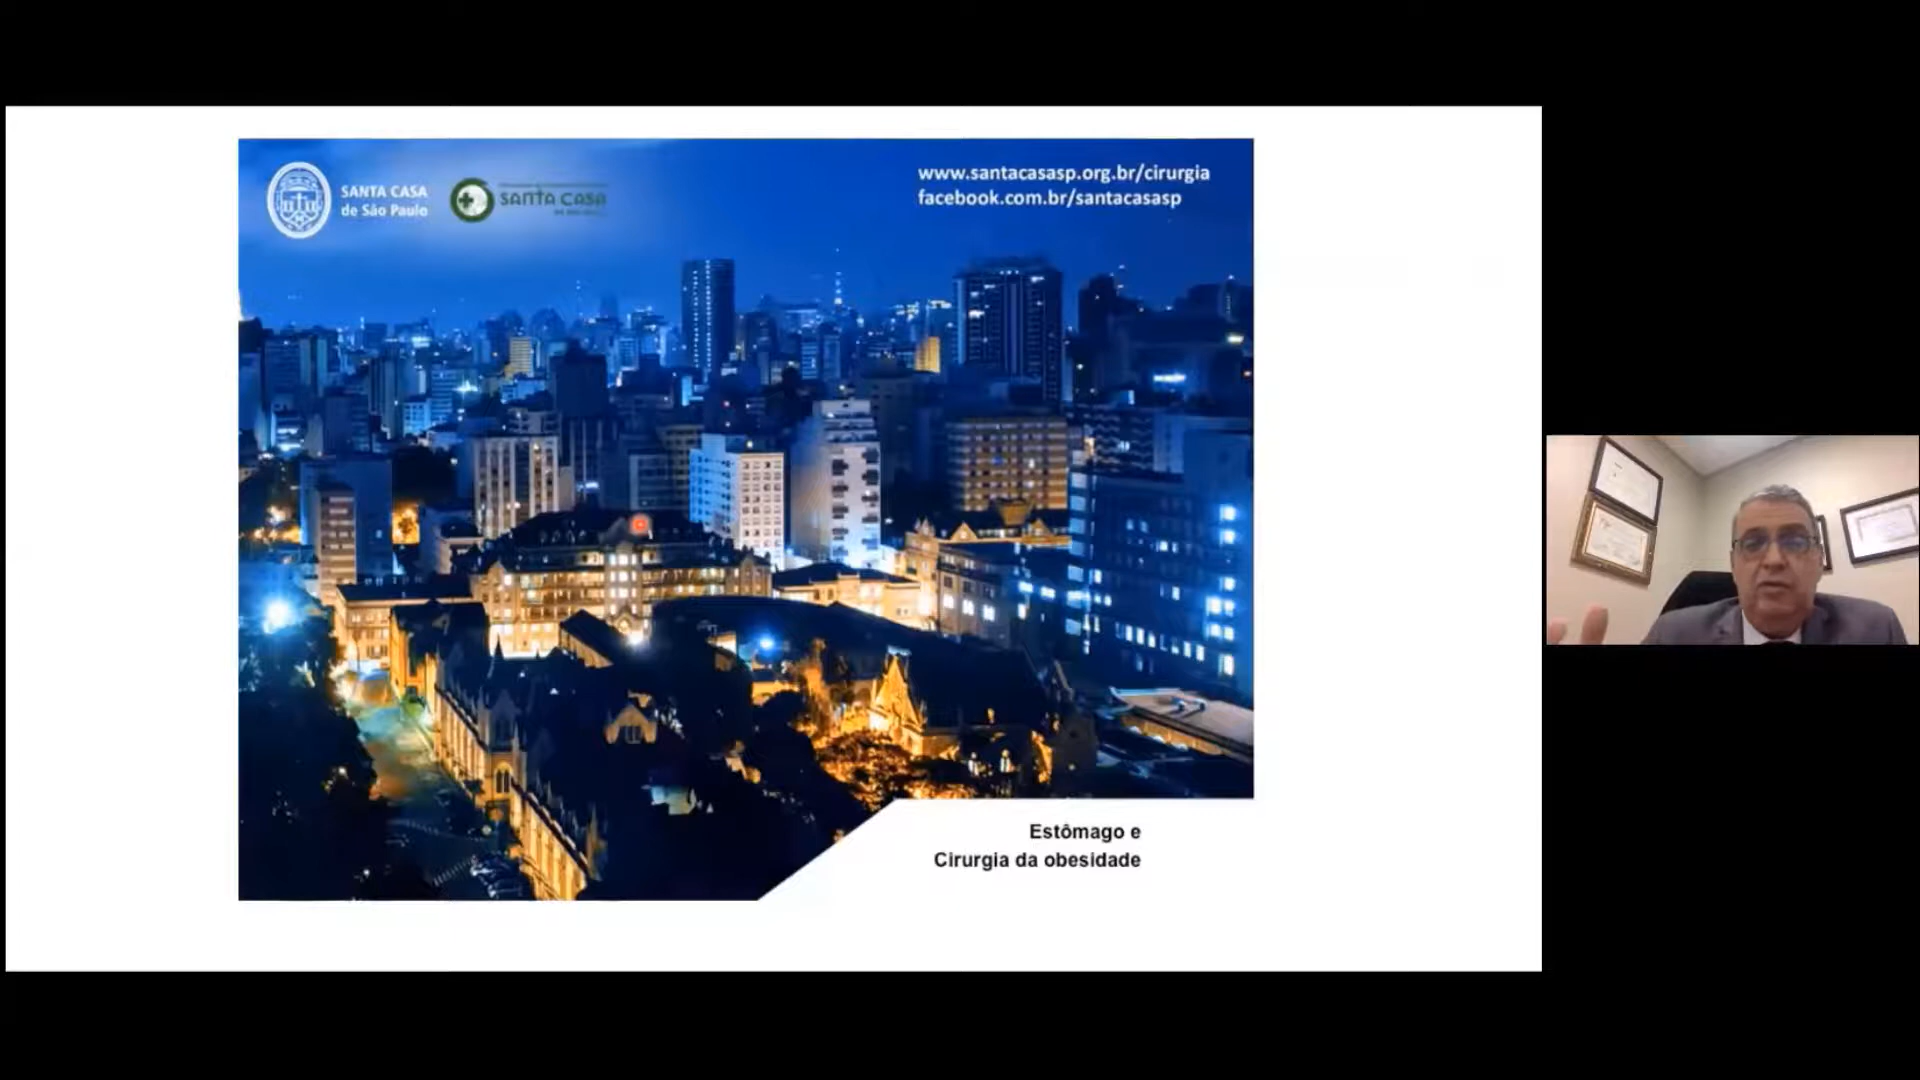 SANTA CASA
de São Paulo
SANTA CASA
www.santacasasp.org.br/cirurgia
facebook.com.br/santacasasp
Estômago e
Cirurgia da obesidade